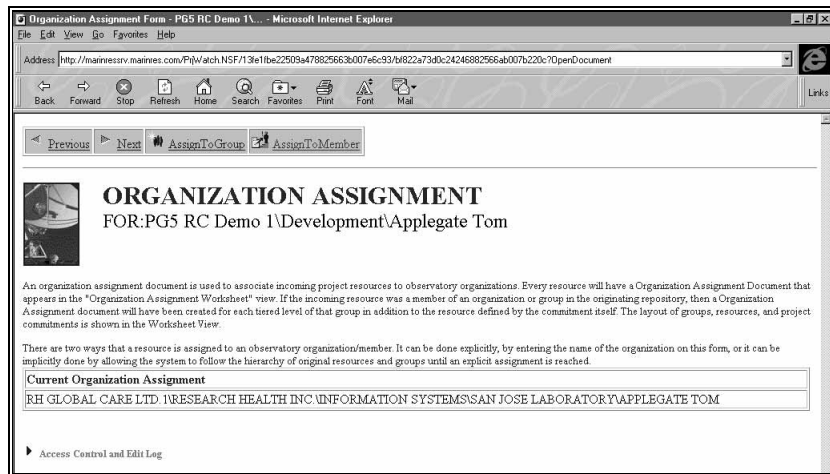 Organization Assignment Form - PG5 RC Demo 1\... - Microsoft Internet Explorer
File Edit View Go Favorites Help
Address http://marinressrv.marinres.com/PrjWatch.NSF/13fe1fbe22509a478825663b007e6c93/bf822a73d0c24246882566ab007b220c?OpenDocument
Back Forward Stop Refresh Home Search Favorites Print Font Mail Links
Previous Next AssignToGroup AssignToMember
ORGANIZATION ASSIGNMENT
FOR:PG5 RC Demo 1\Development\Applegate Tom
An organization assignment document is used to associate incoming project resources to observatory organizations. Every resource will have a Organization Assignment Document that
appears in the "Organization Assignment Worksheet" view. If the incoming resource was a member of an organization or group in the originating repository, then a Organization
Assignment document will have been created for each tiered level of that group in addition to the resource defined by the commitment itself. The layout of groups, resources, and project
commitments is shown in the Worksheet View.
There are two ways that a resource is assigned to an observatory organization/member. It can be done explicitly, by entering the name of the organization on this form, or it can be
implicitly done by allowing the system to follow the hierarchy of original resources and groups until an explicit assignment is reached.
Current Organization Assignment
RH GLOBAL CARE LTD.1\RESEARCH HEALTH INC.\INFORMATION SYSTEMS\SAN JOSE LABORATORY\APPLEGATE TOM
Access Control and Edit Log